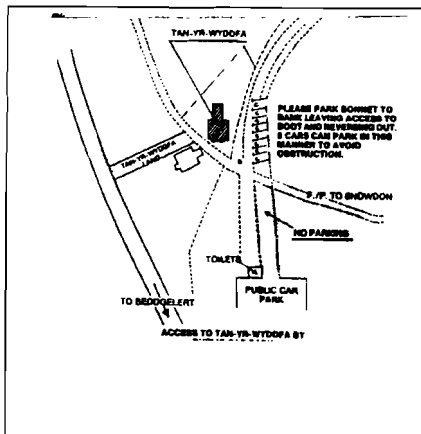 TAN-YR-WYDDFA
PLEASE PARK BONNET TO
BANK LEAVING ACCESS TO
BOOT AND REVERSING OUT.
CARS CAN PARK IN THIS
MANNER TO AVOID
OBSTRUCTION.
TAN-YR-WYDDFA
LAND
F./P. TO SNOWDON
NO PARKING
TOILETS
PUBLIC CAR
PARK
TO BEDDGELERT
ACCESS TO TAN-YR-WYDDFA BY